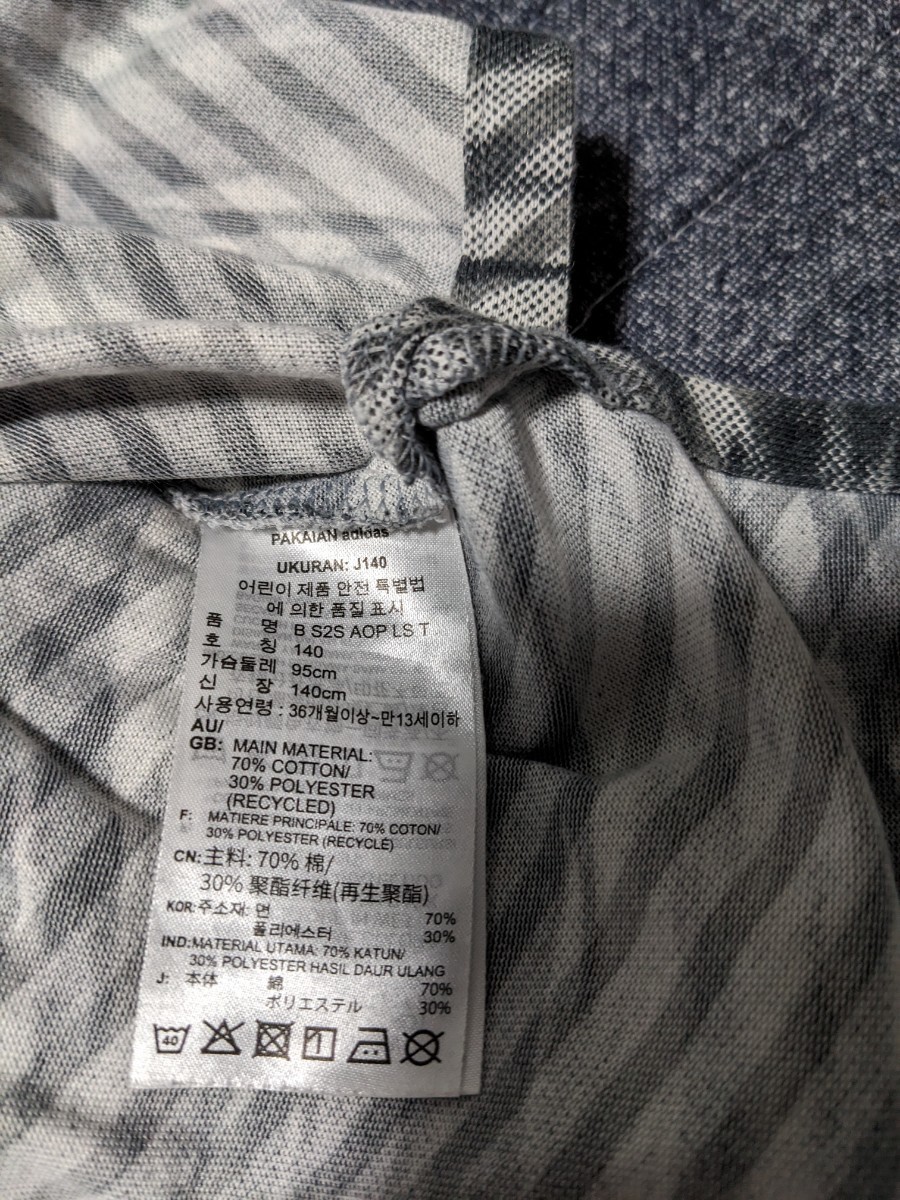 PAKAIAN adidas
UKURAN: J140
어린이 제품 안전 특별법
에 의한 품질 표시
품 명 B S2S AOP LS T
호 칭 140
가슴둘레 95cm
신 장 140cm
사용연령 : 36개월이상~만13세이하
AU/
GB: MAIN MATERIAL:
70% COTTON/
30% POLYESTER
(RECYCLED)
F: MATIERE PRINCIPALE: 70% COTON/
30% POLYESTER (RECYCLÉ)
CN: 主料: 70% 棉/
30% 聚酯纤维(再生聚酯)
KOR: 주소재: 면 70%
폴리에스터 30%
IND: MATERIAL UTAMA: 70% KATUN/
30% POLYESTER HASIL DAUR ULANG
J: 本体 綿 70%
ポリエステル 30%
40